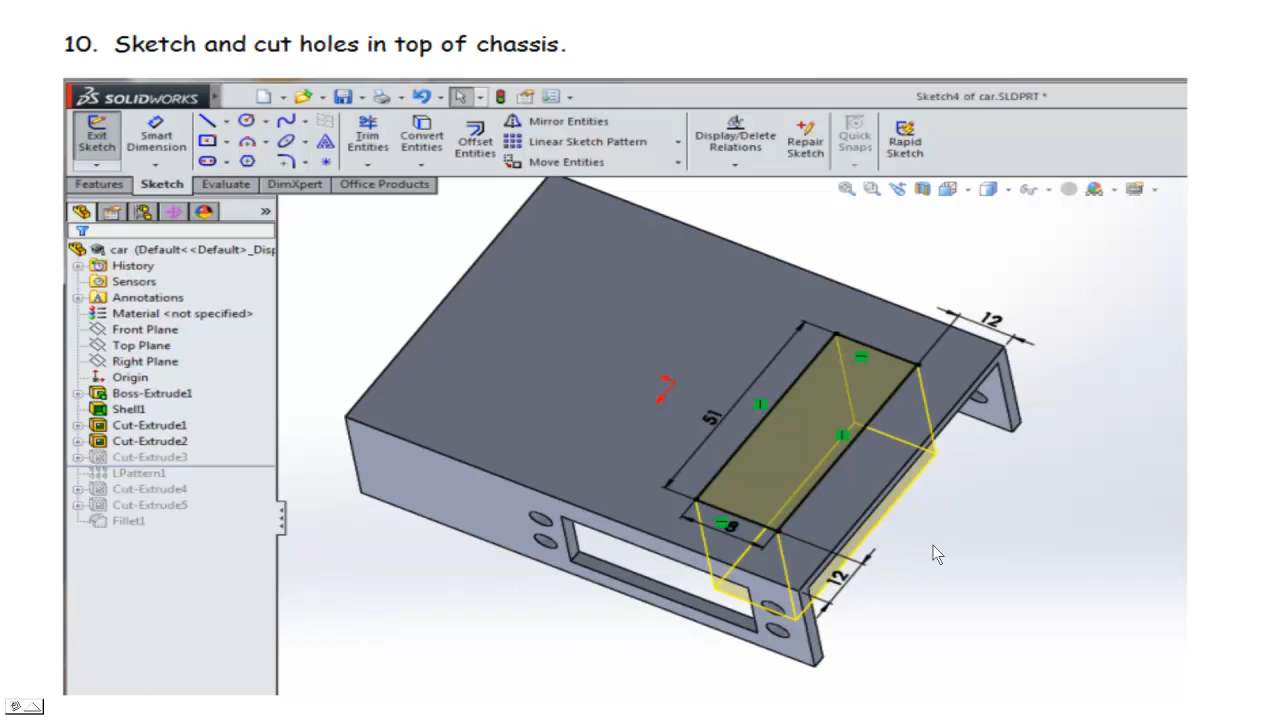 10. Sketch and cut holes in top of chassis.
SOLIDWORKS
Sketch4 of car.SLDPRT *
Exit Sketch
Smart Dimension
Trim Entities
Convert Entities
Offset Entities
Mirror Entities
Linear Sketch Pattern
Move Entities
Display/Delete Relations
Repair Sketch
Quick Snaps
Rapid Sketch
Features Sketch Evaluate DimXpert Office Products
car (Default<<Default>_Disp
History
Sensors
Annotations
Material <not specified>
Front Plane
Top Plane
Right Plane
Origin
Boss-Extrude1
Shell1
Cut-Extrude1
Cut-Extrude2
Cut-Extrude3
LPattern1
Cut-Extrude4
Cut-Extrude5
Fillet1
12
51
8
12